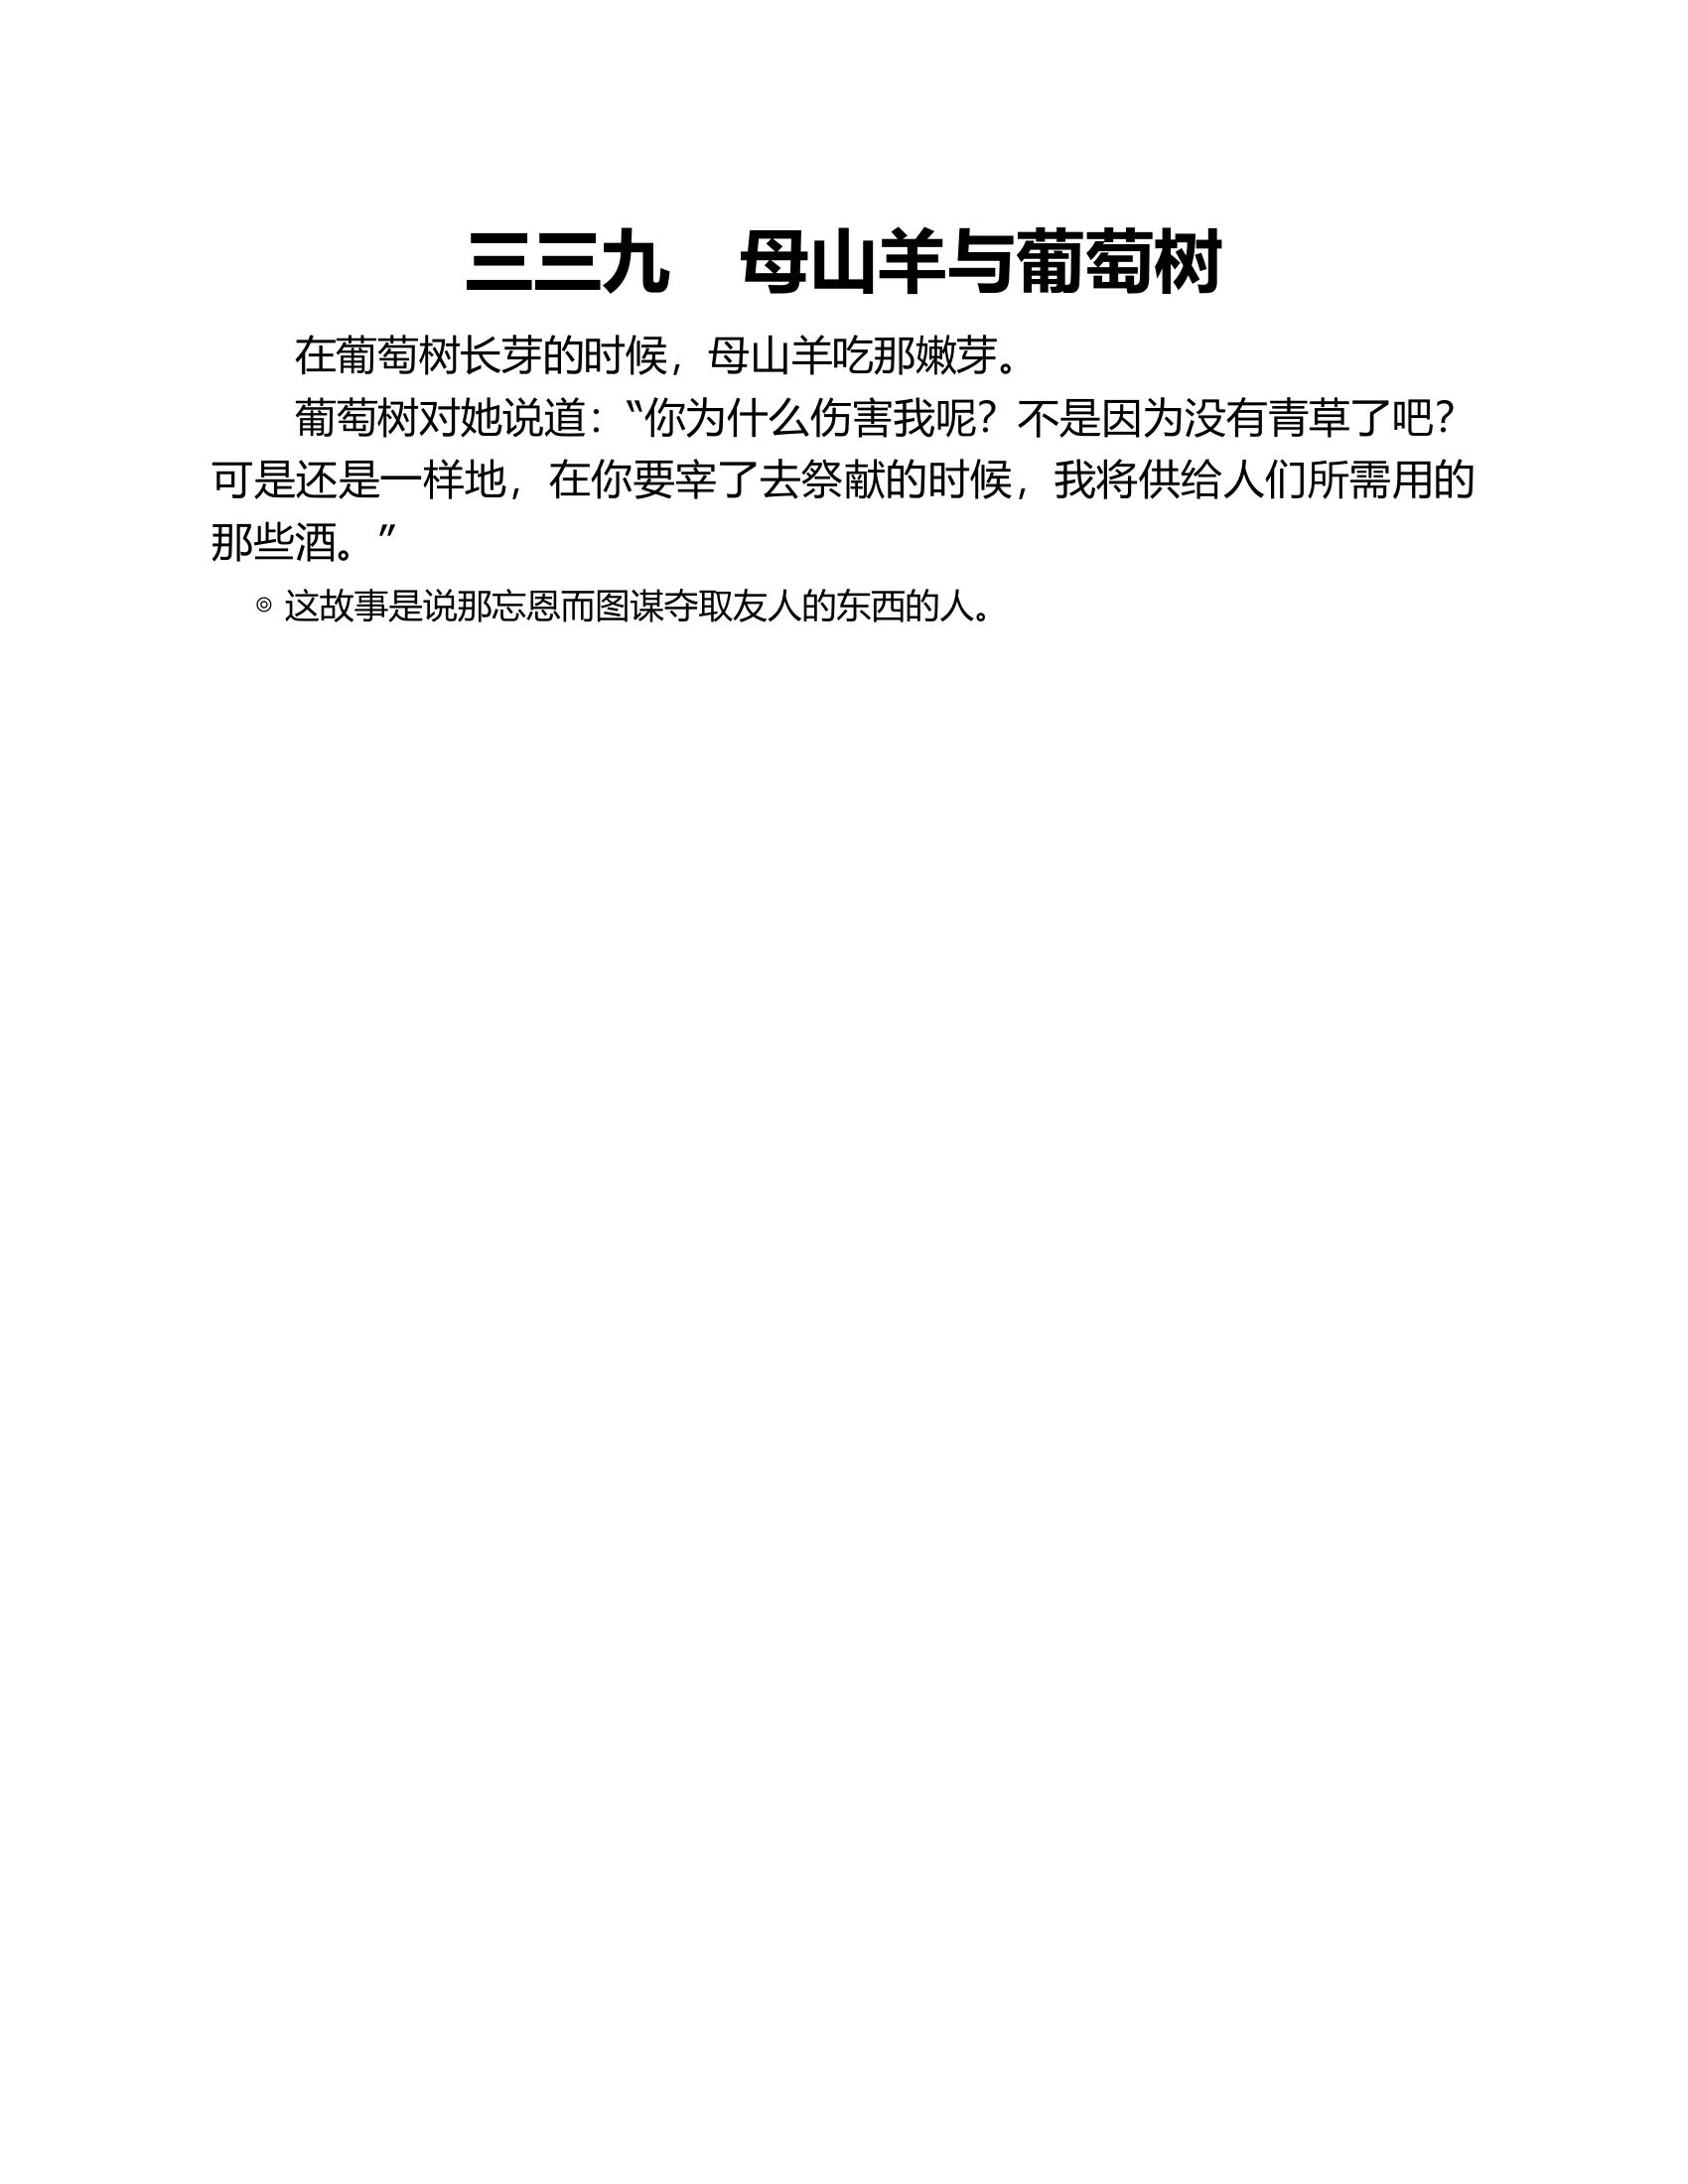 三三九　母山羊与葡萄树
在葡萄树长芽的时候，母山羊吃那嫩芽。
葡萄树对她说道：“你为什么伤害我呢？不是因为没有青草了吧？
可是还是一样地，在你要宰了去祭献的时候，我将供给人们所需用的
那些酒。”
◎ 这故事是说那忘恩而图谋夺取友人的东西的人。